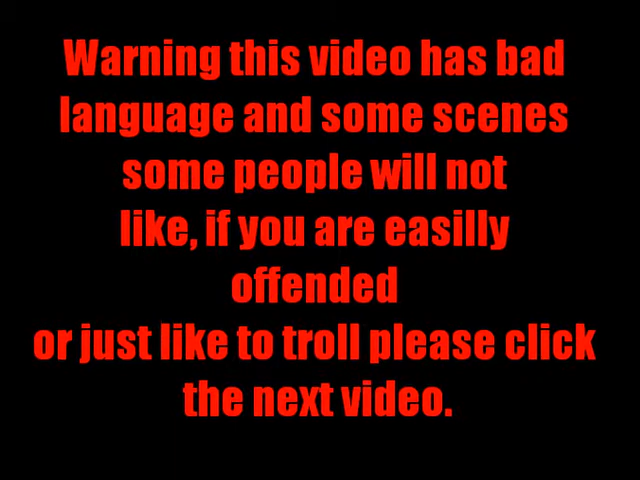 Warning this video has bad
language and some scenes
some people will not
like, if you are easilly
offended
or just like to troll please click
the next video.